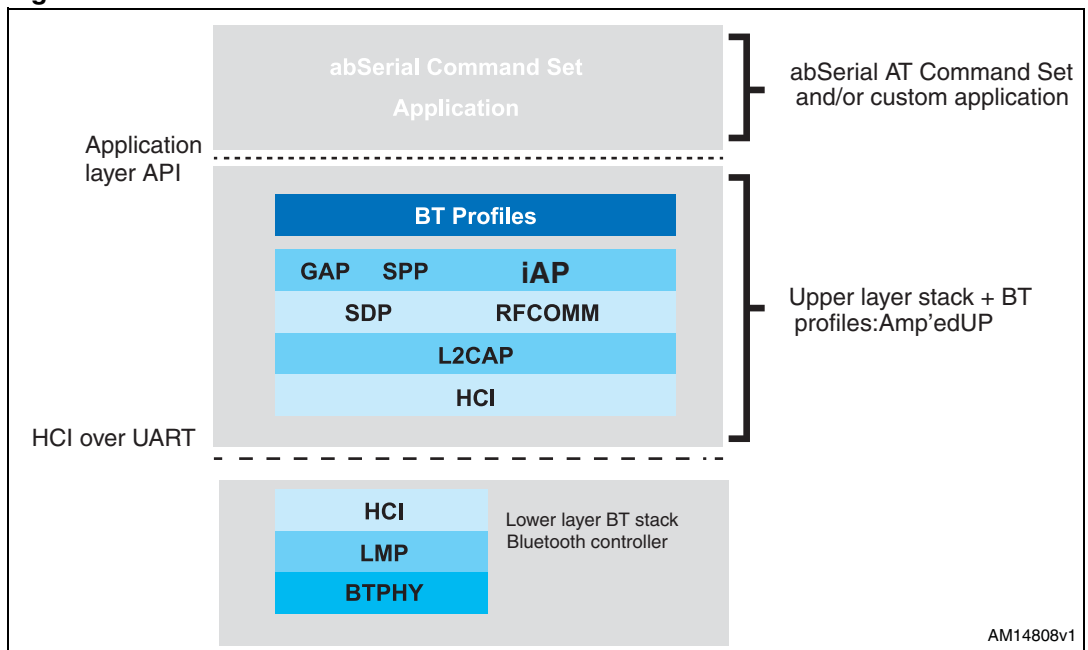 abSerial Command Set
Application
abSerial AT Command Set
and/or custom application
Application
layer API
BT Profiles
GAP SPP iAP
SDP RFCOMM
L2CAP
HCI
Upper layer stack + BT
profiles:Amp'edUP
HCI over UART
HCI
LMP
BTPHY
Lower layer BT stack
Bluetooth controller
AM14808v1